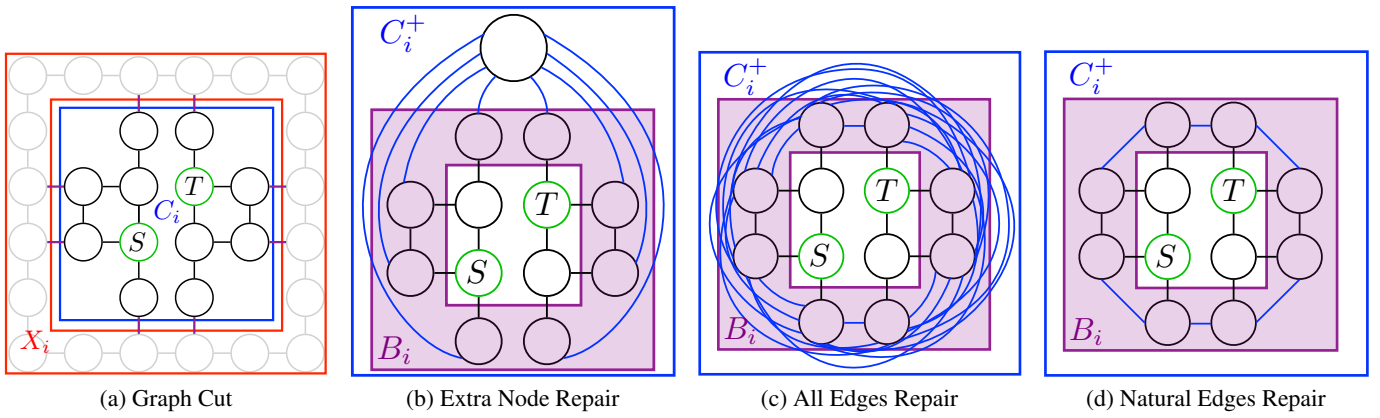 T
C_i
S
X_i
(a) Graph Cut
C_i^+
T
S
B_i
(b) Extra Node Repair
C_i^+
T
S
B_i
(c) All Edges Repair
C_i^+
T
S
B_i
(d) Natural Edges Repair